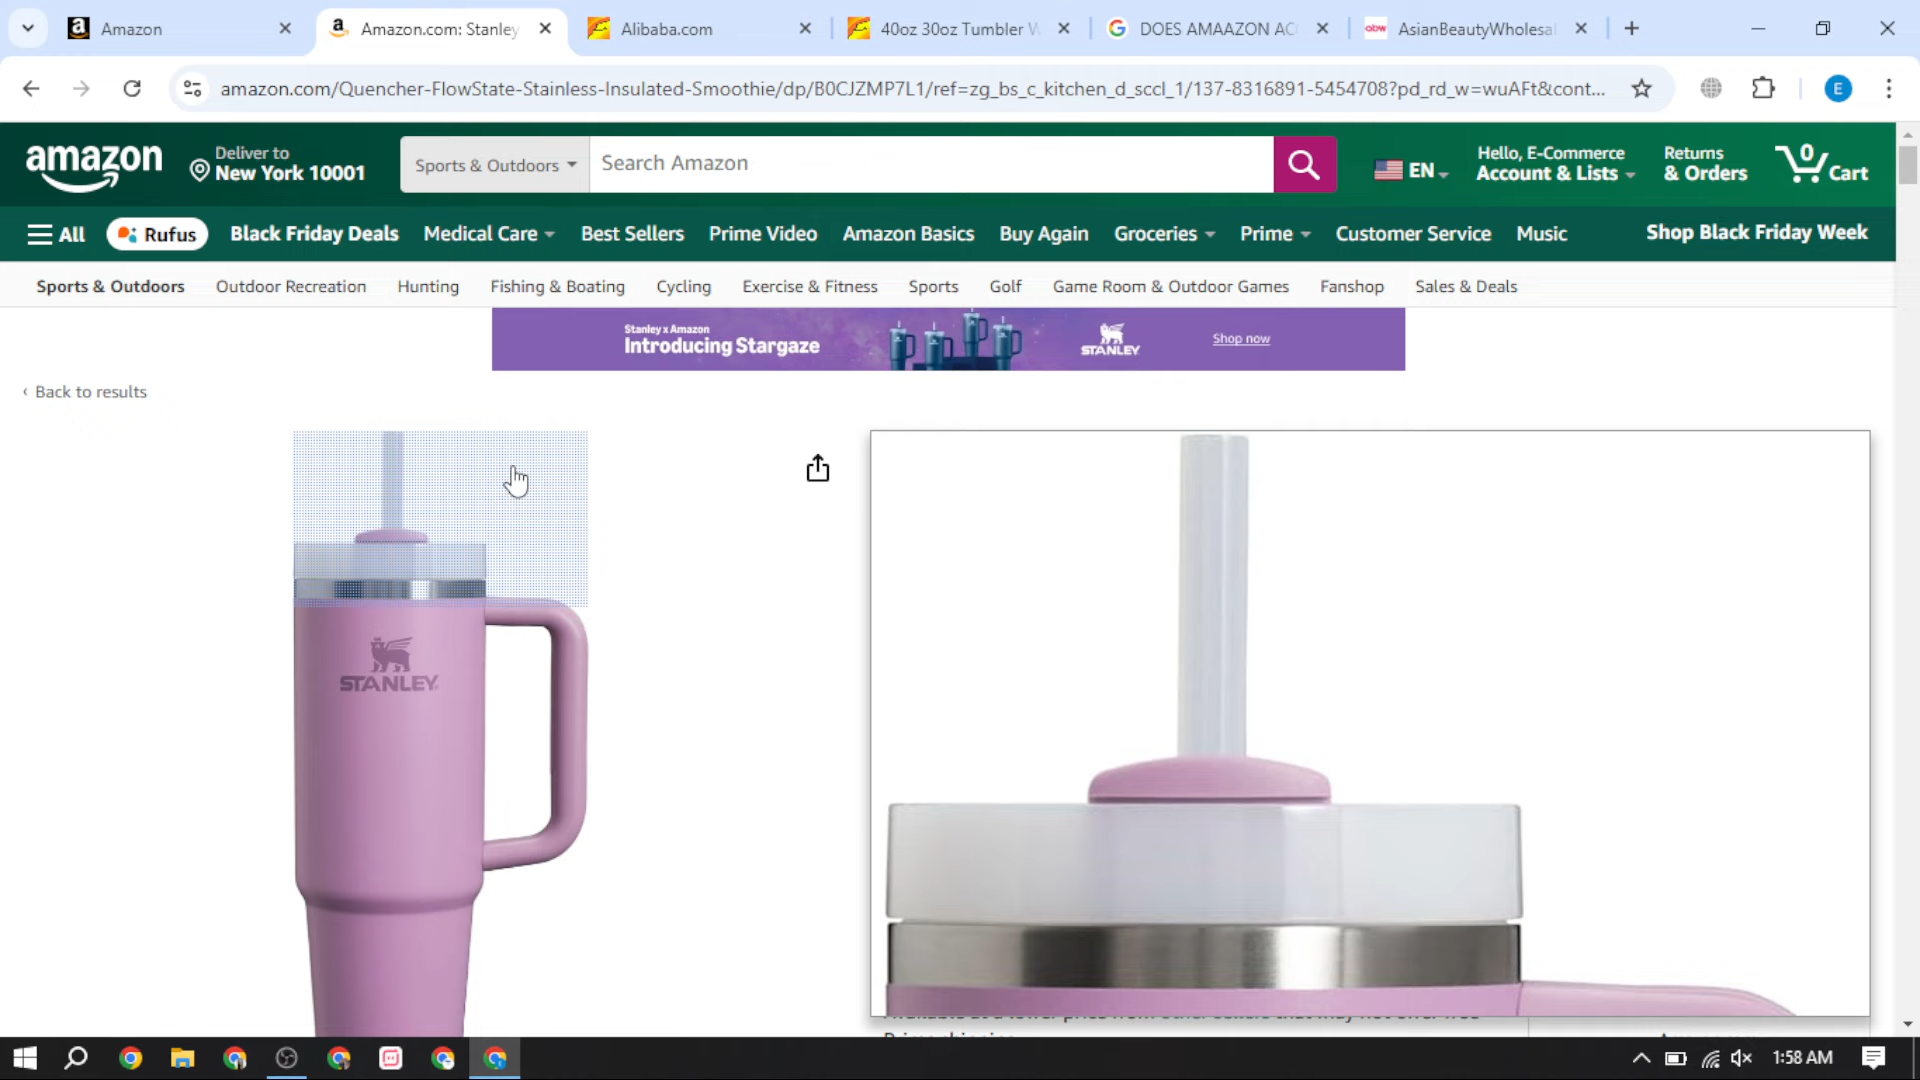 Amazon
Amazon.com: Stanley
Alibaba.com
40oz 30oz Tumbler W
DOES AMAAZON AC
abw AsianBeautyWholesal
amazon.com/Quencher-FlowState-Stainless-Insulated-Smoothie/dp/B0CJZMP7L1/ref=zg_bs_c_kitchen_d_sccl_1/137-8316891-5454708?pd_rd_w=wuAFt&cont...
E
amazon
Deliver to
New York 10001
Sports & Outdoors
Search Amazon
EN
Hello, E-Commerce
Account & Lists
Returns
& Orders
0
Cart
All
Rufus
Black Friday Deals
Medical Care
Best Sellers
Prime Video
Amazon Basics
Buy Again
Groceries
Prime
Customer Service
Music
Shop Black Friday Week
Sports & Outdoors
Outdoor Recreation
Hunting
Fishing & Boating
Cycling
Exercise & Fitness
Sports
Golf
Game Room & Outdoor Games
Fanshop
Sales & Deals
Stanley x Amazon
Introducing Stargaze
STANLEY
Shop now
‹ Back to results
STANLEY
1:58 AM